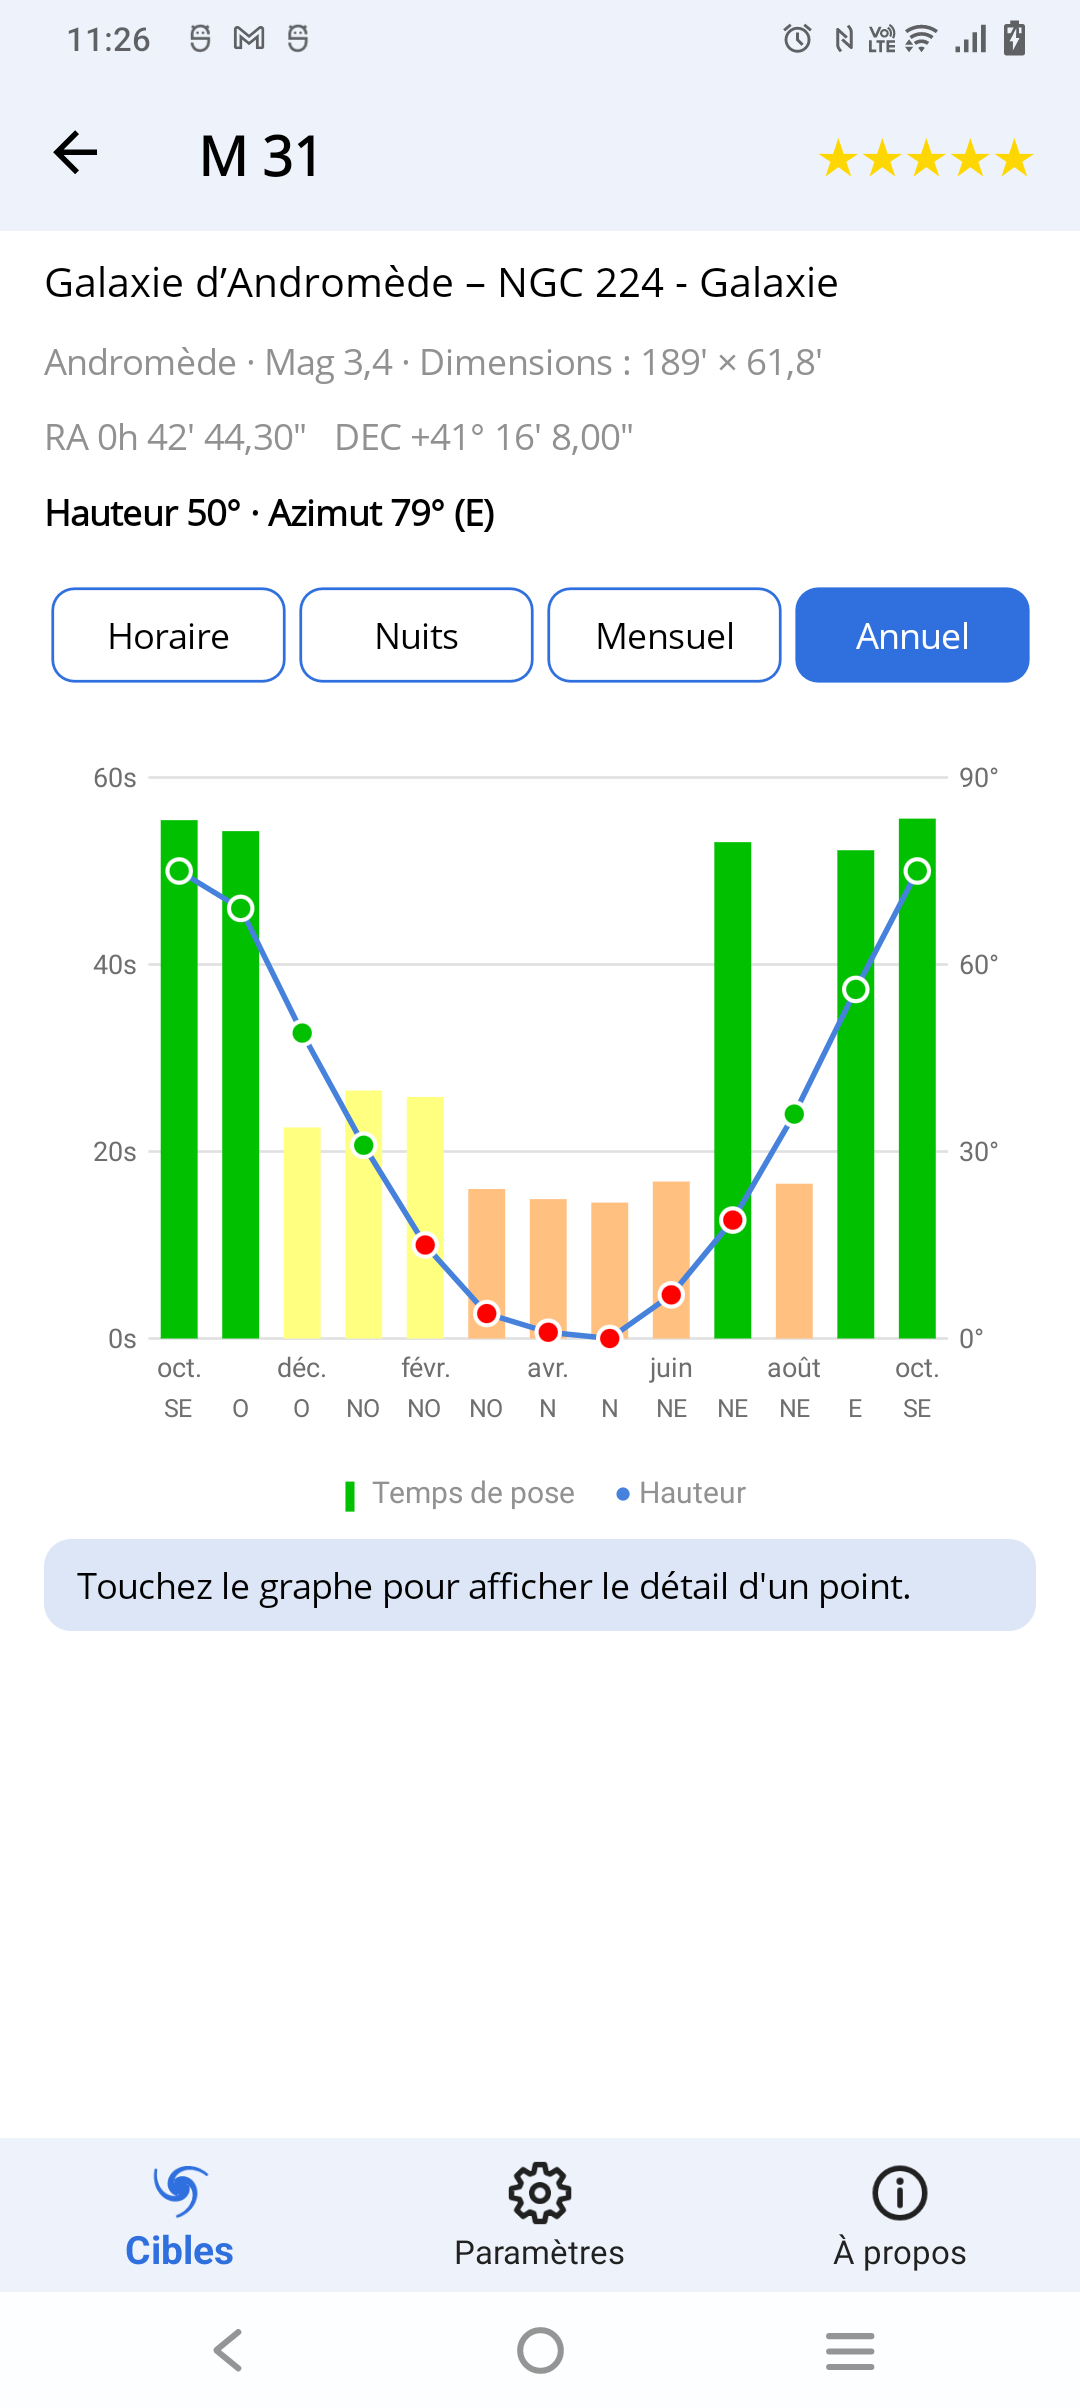 11:26
VoLTE
M 31 ★★★★★
Galaxie d’Andromède – NGC 224 - Galaxie
Andromède · Mag 3,4 · Dimensions : 189' × 61,8'
RA 0h 42' 44,30" DEC +41° 16' 8,00"
Hauteur 50° · Azimut 79° (E)
Horaire Nuits Mensuel Annuel
60s 90°
40s 60°
20s 30°
0s 0°
oct. déc. févr. avr. juin août oct.
SE O O NO NO NO N N NE NE NE E SE
Temps de pose Hauteur
Touchez le graphe pour afficher le détail d'un point.
Cibles Paramètres À propos